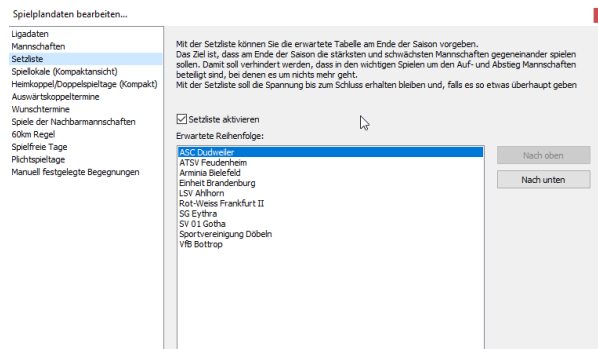 Spielplandaten bearbeiten...
Ligadaten
Mannschaften
Setzliste
Spiellokale (Kompaktansicht)
Heimkoppel/Doppelspieltage (Kompakt)
Auswärtskoppeltermine
Wunschtermine
Spiele der Nachbarmannschaften
60km Regel
Spielfreie Tage
Plichtspieltage
Manuell festgelegte Begegnungen
Mit der Setzliste können Sie die erwartete Tabelle am Ende der Saison vorgeben.
Das Ziel ist, dass am Ende der Saison die stärksten und schwächsten Mannschaften gegeneinander spielen
sollen. Damit soll verhindert werden, dass in den wichtigen Spielen um den Auf- und Abstieg Mannschaften
beteiligt sind, bei denen es um nichts mehr geht.
Mit der Setzliste soll die Spannung bis zum Schluss erhalten bleiben und, falls es so etwas überhaupt geben
Setzliste aktivieren
Erwartete Reihenfolge:
ASC Dudweiler
ATSV Feudenheim
Arminia Bielefeld
Einheit Brandenburg
LSV Ahlhorn
Rot-Weiss Frankfurt II
SG Eythra
SV 01 Gotha
Sportvereinigung Döbeln
VfB Bottrop
Nach oben
Nach unten